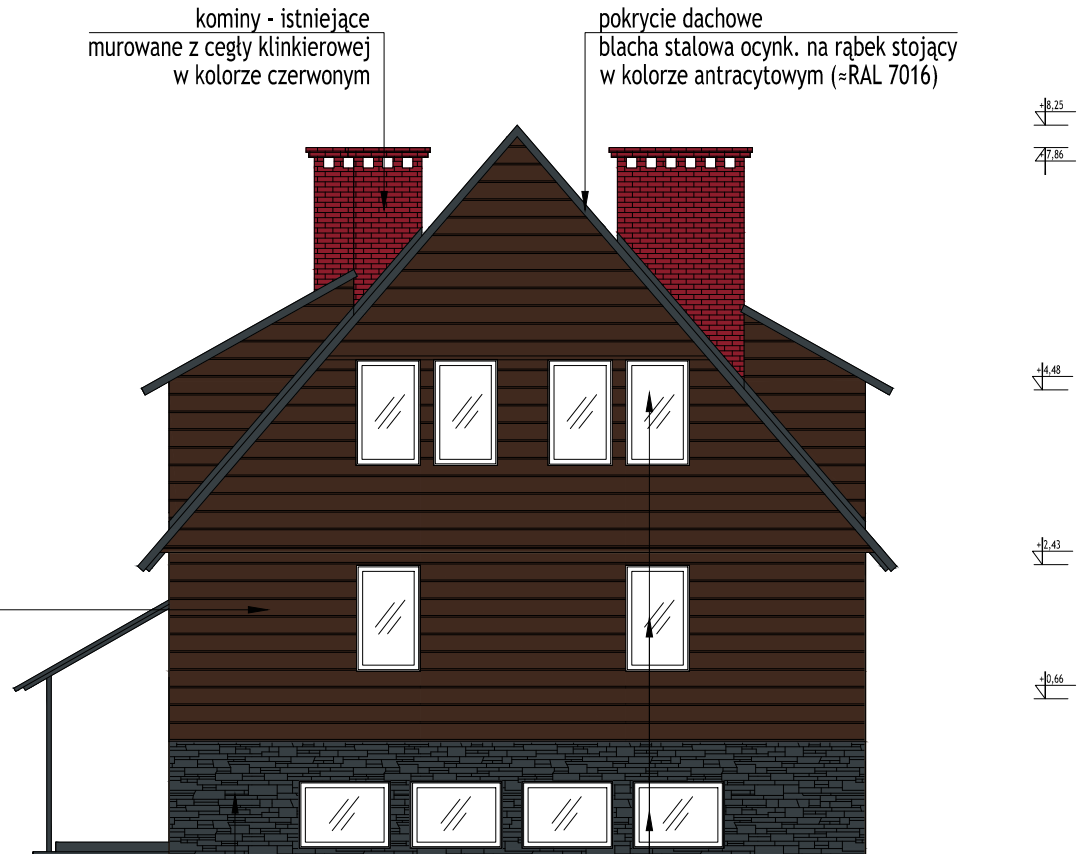 kominy - istniejące
murowane z cegły klinkierowej
w kolorze czerwonym
pokrycie dachowe
blacha stalowa ocynk. na rąbek stojący
w kolorze antracytowym (≈RAL 7016)
+8,25
+7,86
+4,48
+2,43
+0,66